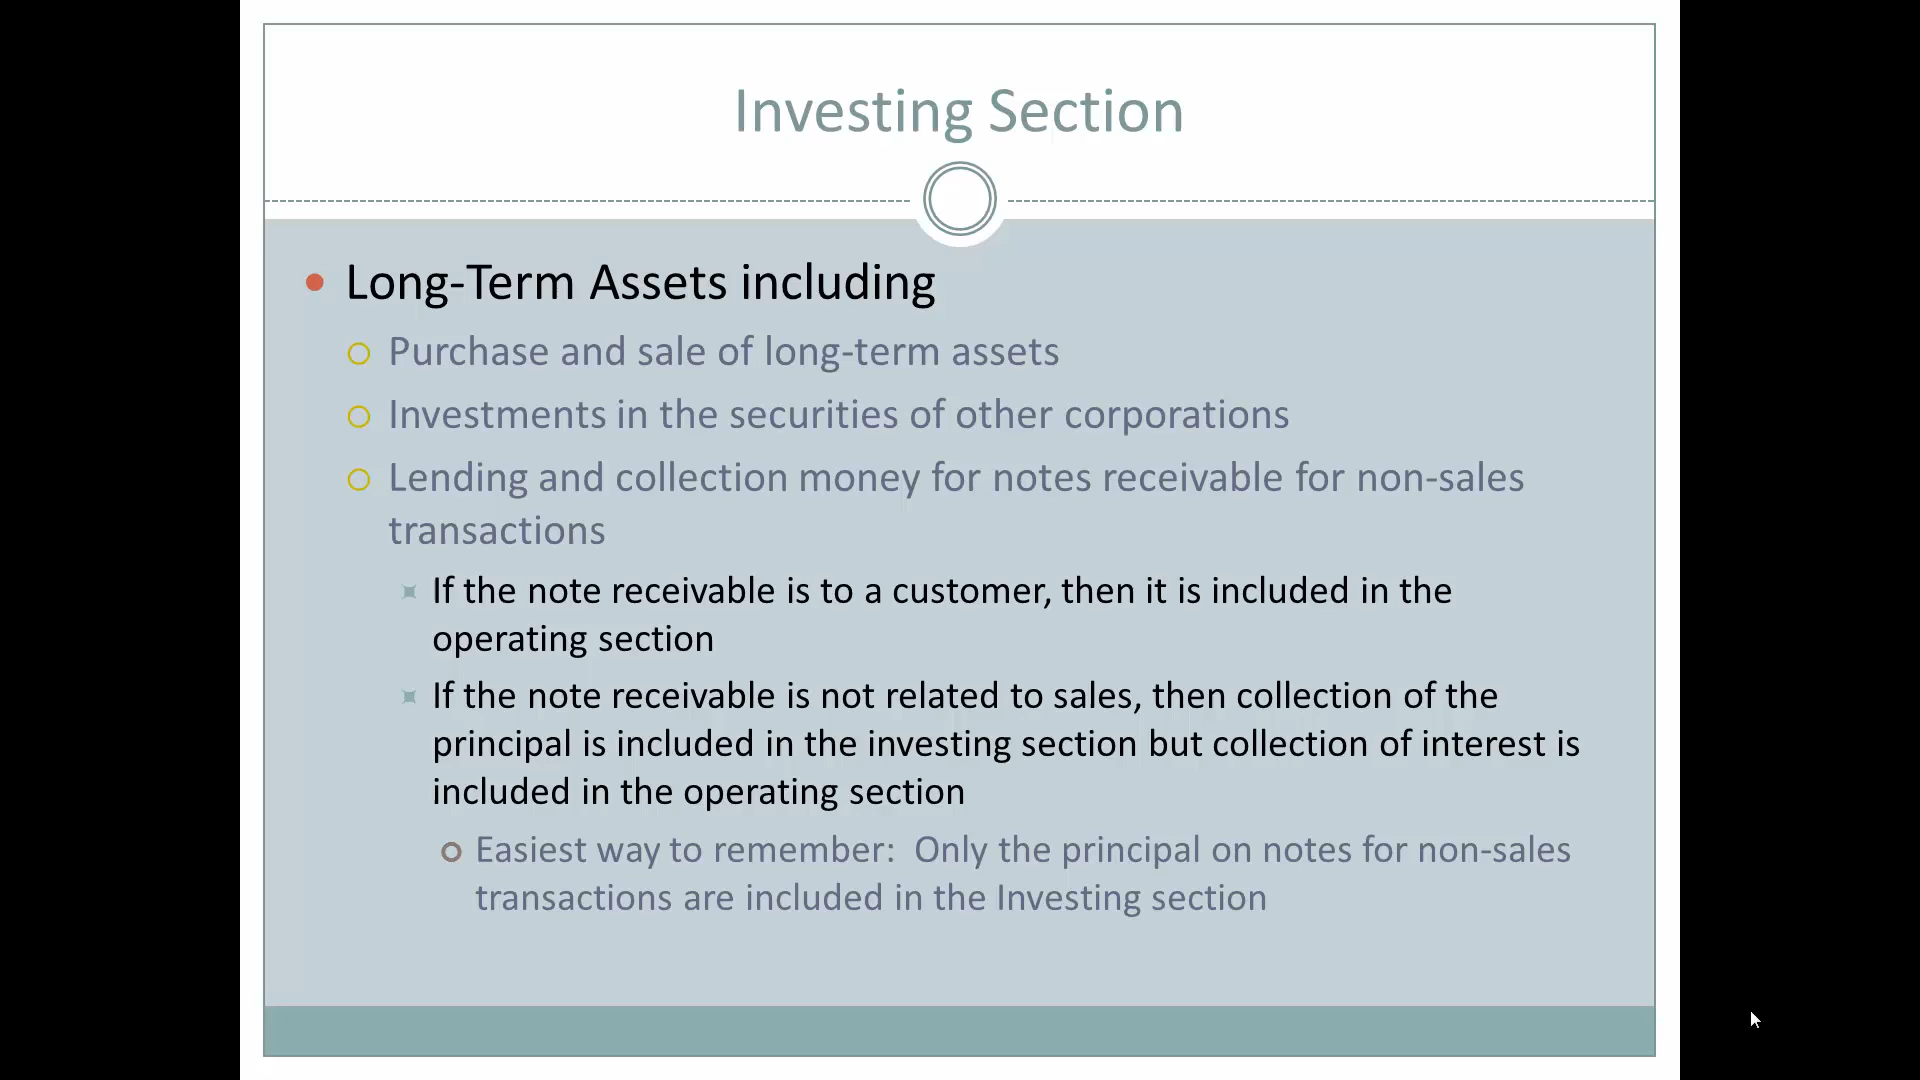 Investing Section
Long-Term Assets including
Purchase and sale of long-term assets
Investments in the securities of other corporations
Lending and collection money for notes receivable for non-sales
transactions
If the note receivable is to a customer, then it is included in the
operating section
If the note receivable is not related to sales, then collection of the
principal is included in the investing section but collection of interest is
included in the operating section
Easiest way to remember:  Only the principal on notes for non-sales
transactions are included in the Investing section